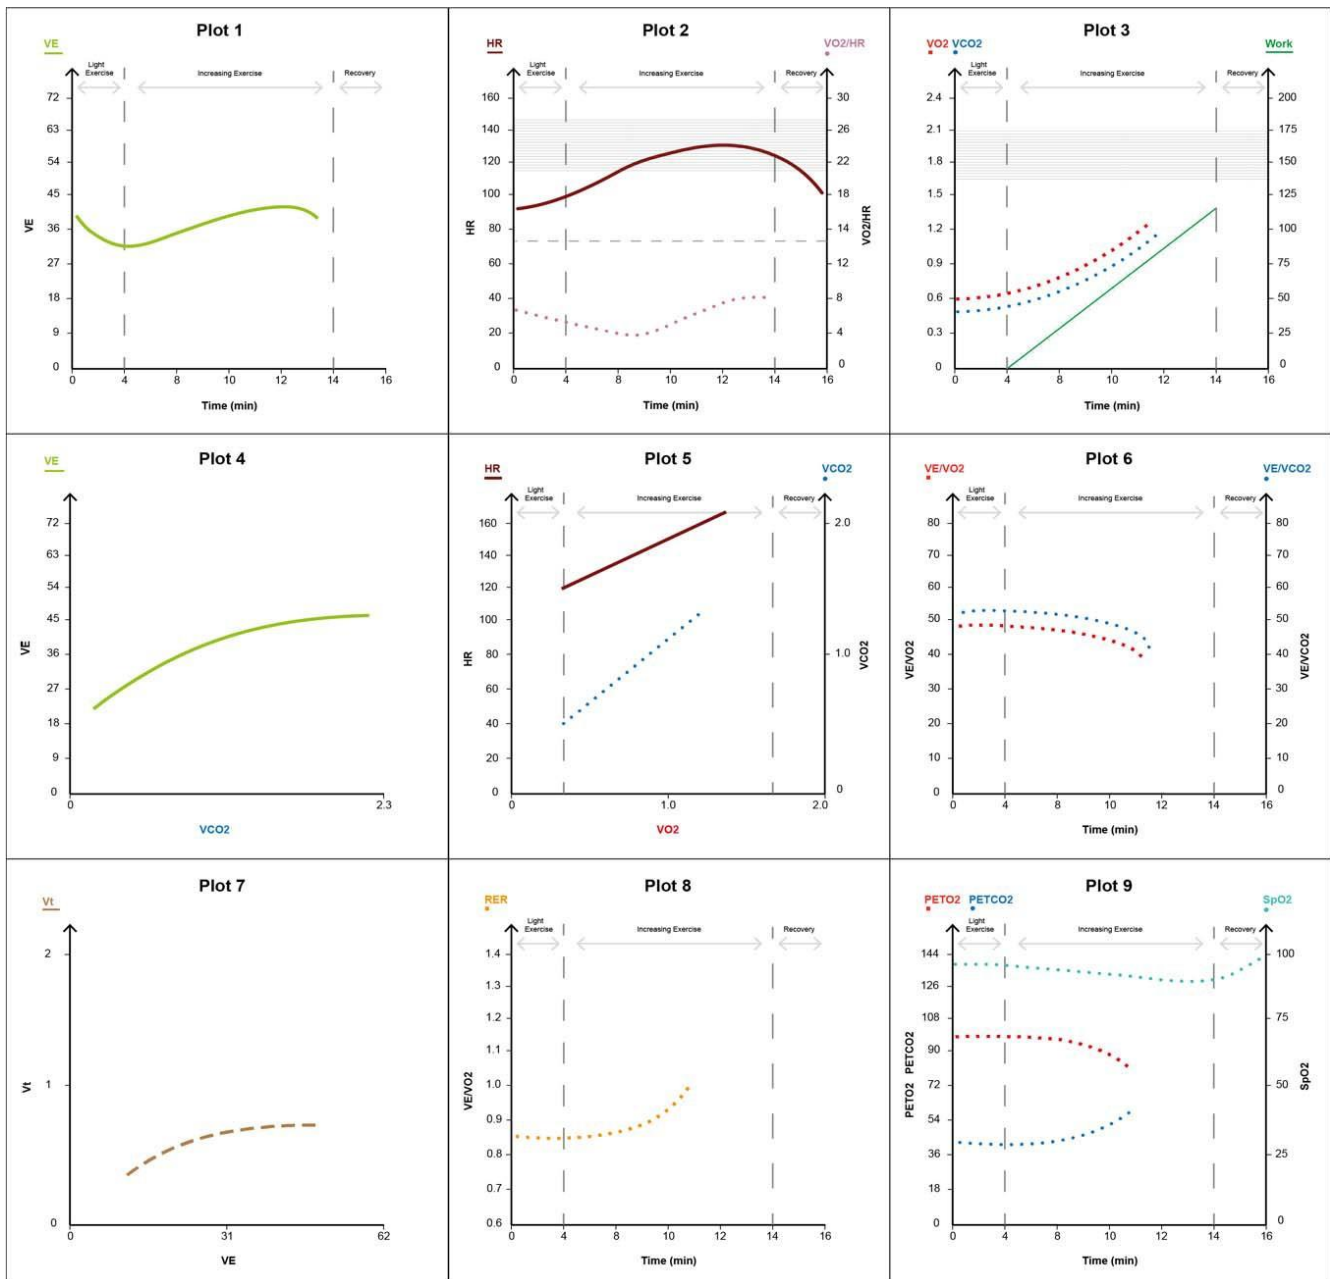 Plot 1
VE
Light
Exercise
Increasing Exercise
Recovery
72
63
54
45
36
27
18
9
0
VE
0 4 8 10 12 14 16
Time (min)
Plot 2
HR
VO2/HR
Light
Exercise
Increasing Exercise
Recovery
160
140
120
100
80
60
40
20
0
HR
30
26
22
18
14
12
8
4
0
VO2/HR
0 4 8 10 12 14 16
Time (min)
Plot 3
VO2 VCO2
Work
Light
Exercise
Increasing Exercise
Recovery
2.4
2.1
1.8
1.5
1.2
0.9
0.6
0.3
0
200
175
150
125
100
75
50
25
0
0 4 8 10 12 14 16
Time (min)
Plot 4
VE
72
63
54
45
36
27
18
9
0
VE
0 2.3
VCO2
Plot 5
HR
VCO2
Light
Exercise
Increasing Exercise
Recovery
160
140
120
100
80
60
40
20
0
HR
2.0
1.0
0
VCO2
0 1.0 2.0
VO2
Plot 6
VE/VO2
VE/VCO2
Light
Exercise
Increasing Exercise
Recovery
80
70
60
50
40
30
20
10
0
VE/VO2
80
70
60
50
40
30
20
10
0
VE/VCO2
0 4 10 12 14 16
Time (min)
Plot 7
Vt
2
1
0
Vt
0 31 62
VE
Plot 8
RER
Light
Exercise
Increasing Exercise
Recovery
1.4
1.3
1.2
1.1
1.0
0.9
0.8
0.7
0.6
VE/VO2
0 4 8 10 12 14 16
Time (min)
Plot 9
PETO2 PETCO2
SpO2
Light
Exercise
Increasing Exercise
Recovery
144
126
108
90
72
54
36
18
0
PETO2 PETCO2
100
75
50
25
0
SpO2
0 4 8 10 12 14 16
Time (min)